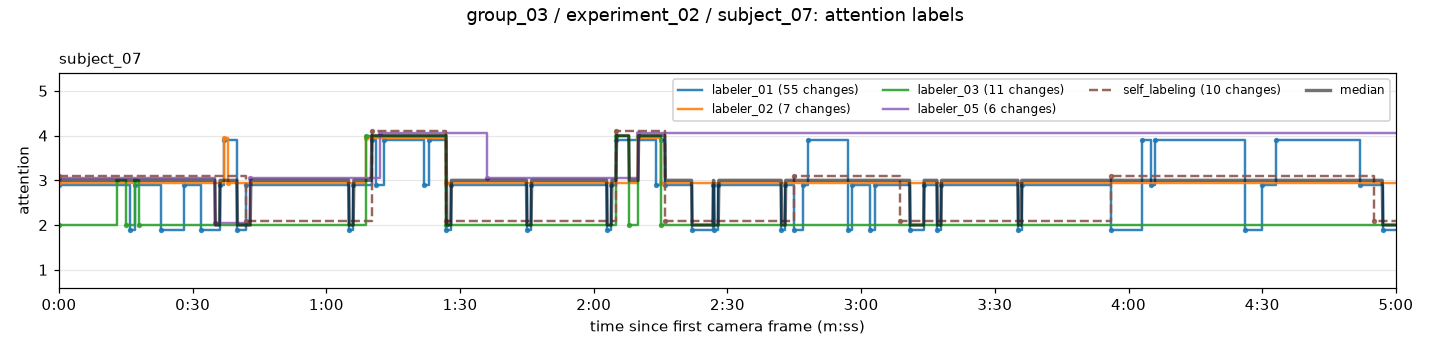 group_03 / experiment_02 / subject_07: attention labels
subject_07
labeler_01 (55 changes)
labeler_02 (7 changes)
labeler_03 (11 changes)
labeler_05 (6 changes)
self_labeling (10 changes)
median
attention
5
4
3
2
1
0:00 0:30 1:00 1:30 2:00 2:30 3:00 3:30 4:00 4:30 5:00
time since first camera frame (m:ss)